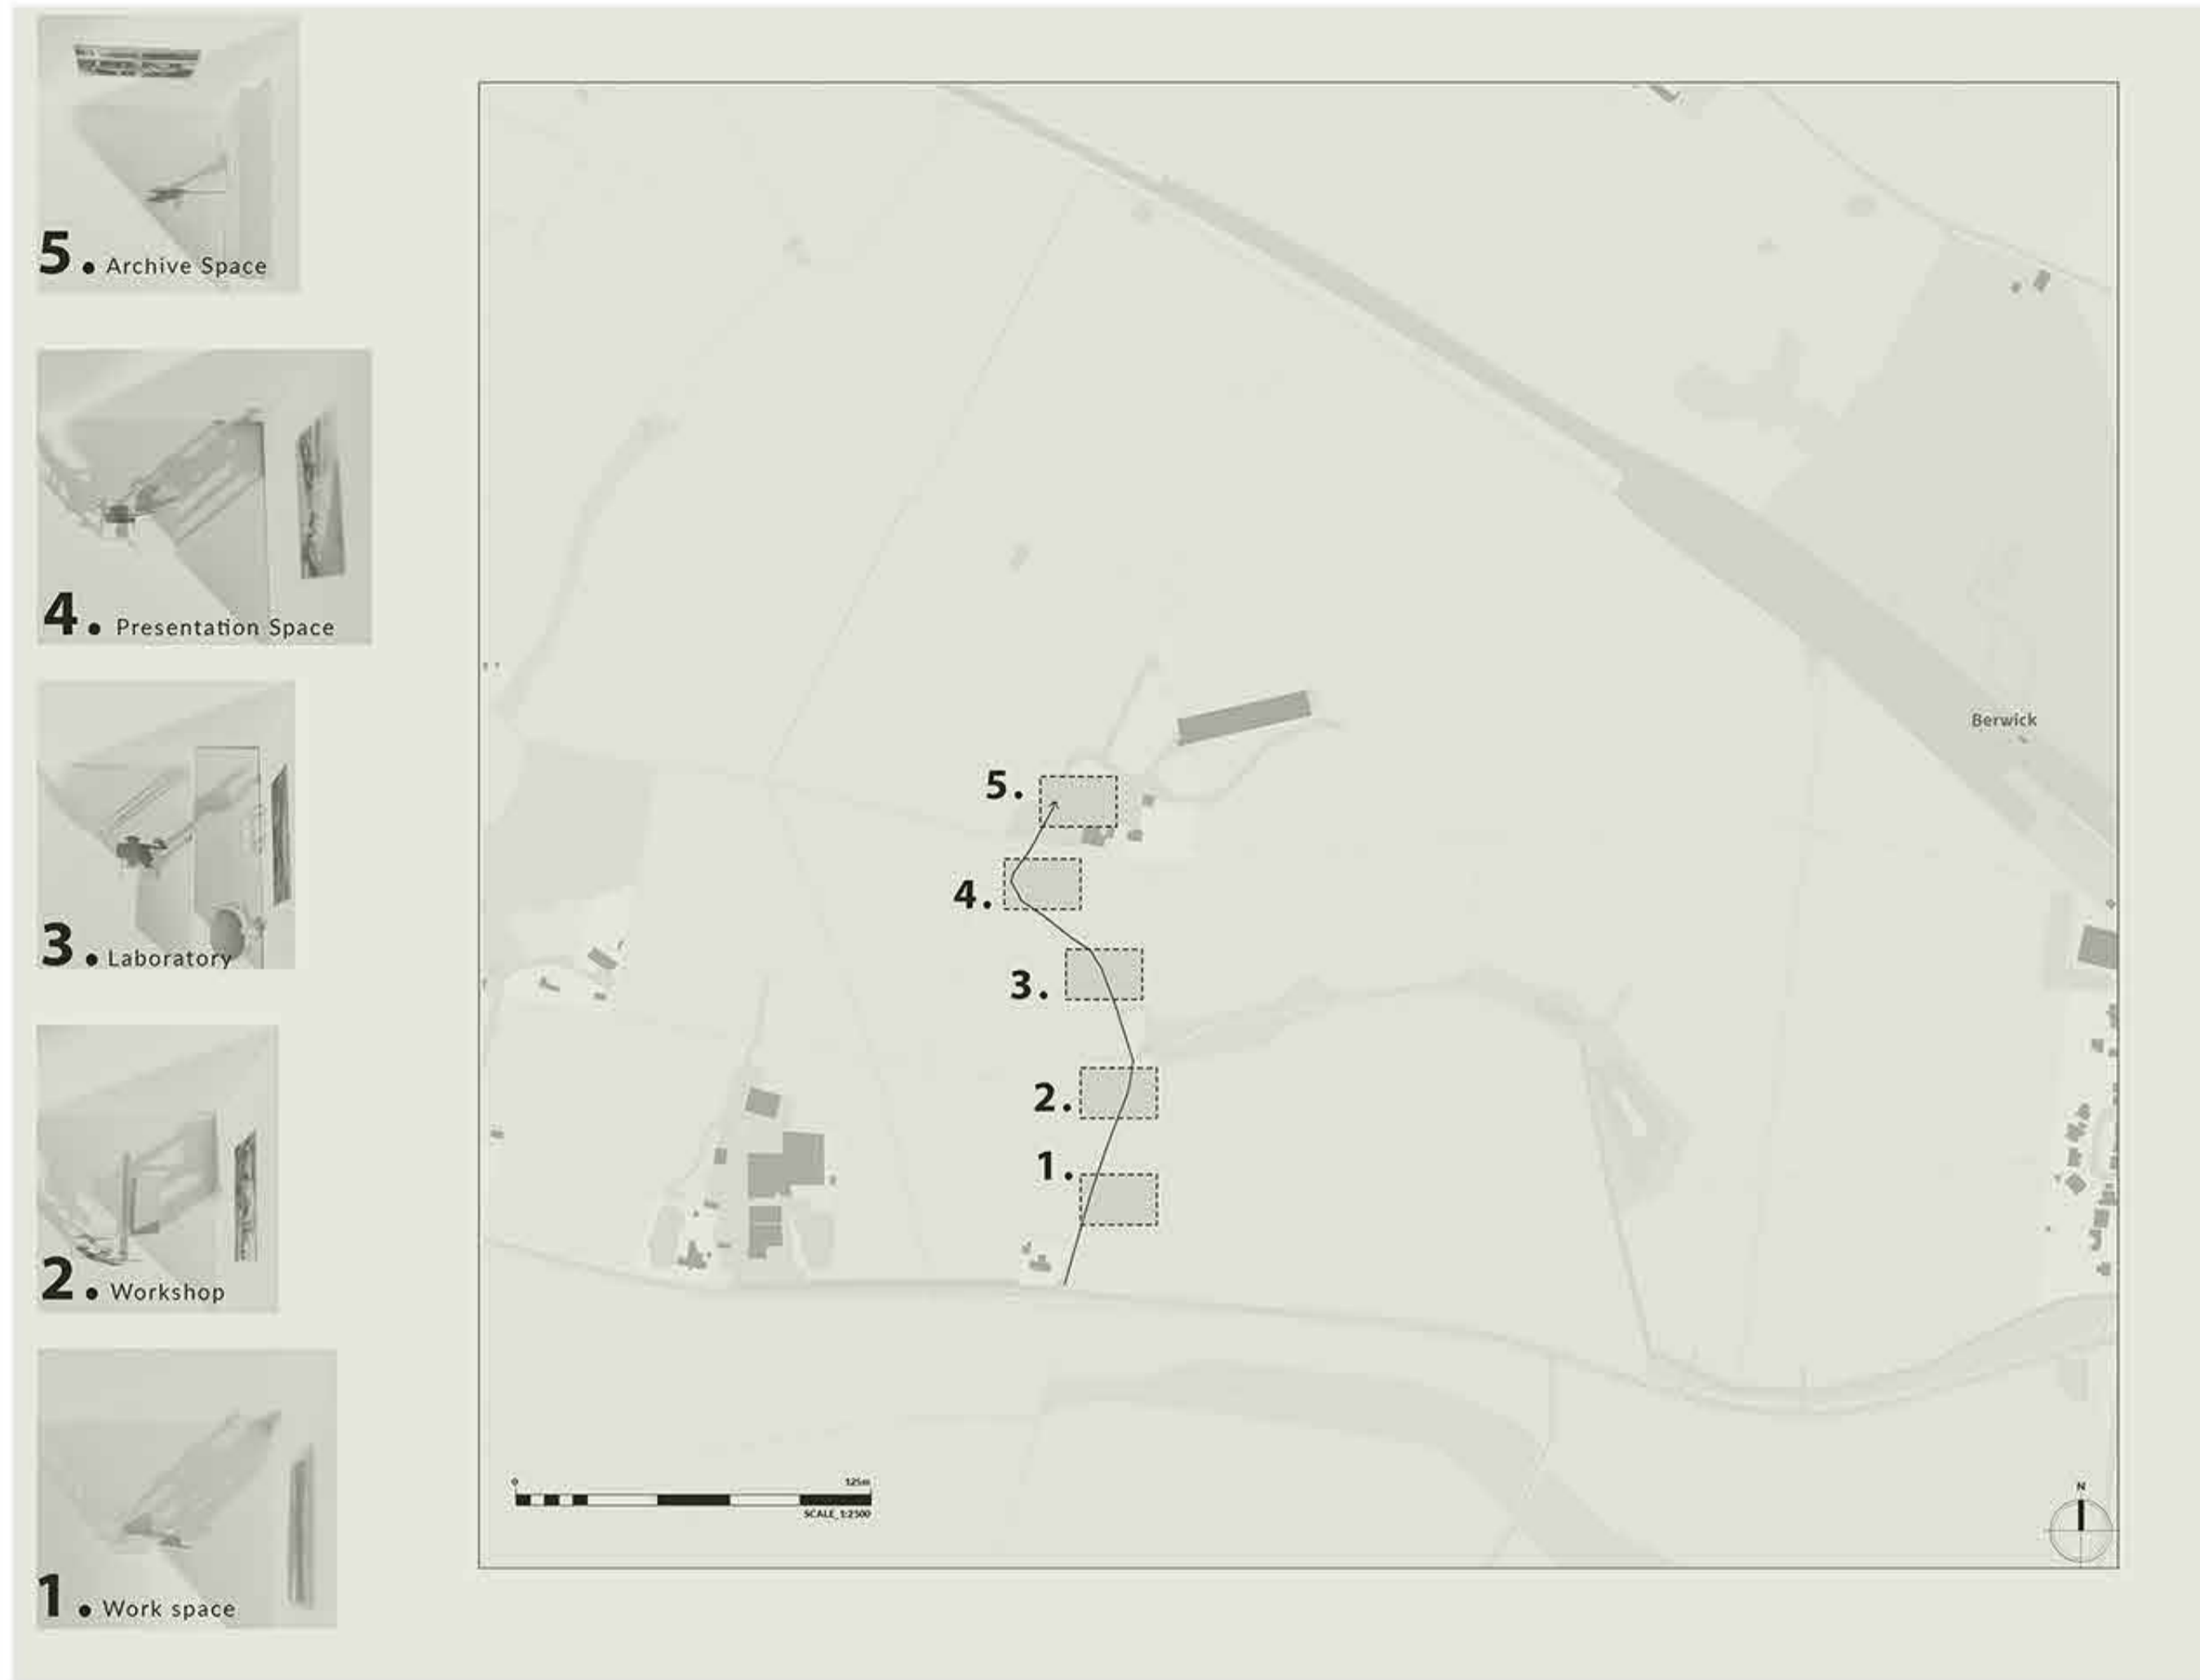 5. Archive Space
4. Presentation Space
3. Laboratory
2. Workshop
1. Work space
Berwick
5.
4.
3.
2.
1.
0 125m
SCALE_1:2500
N